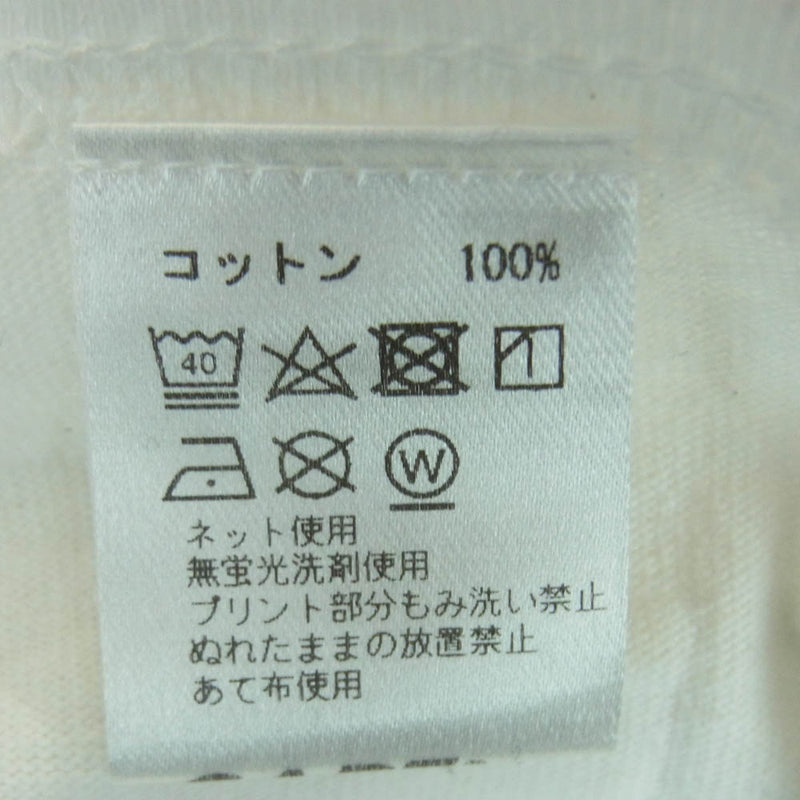 コットン 100%
40
W
ネット使用
無蛍光洗剤使用
プリント部分もみ洗い禁止
ぬれたままの放置禁止
あて布使用